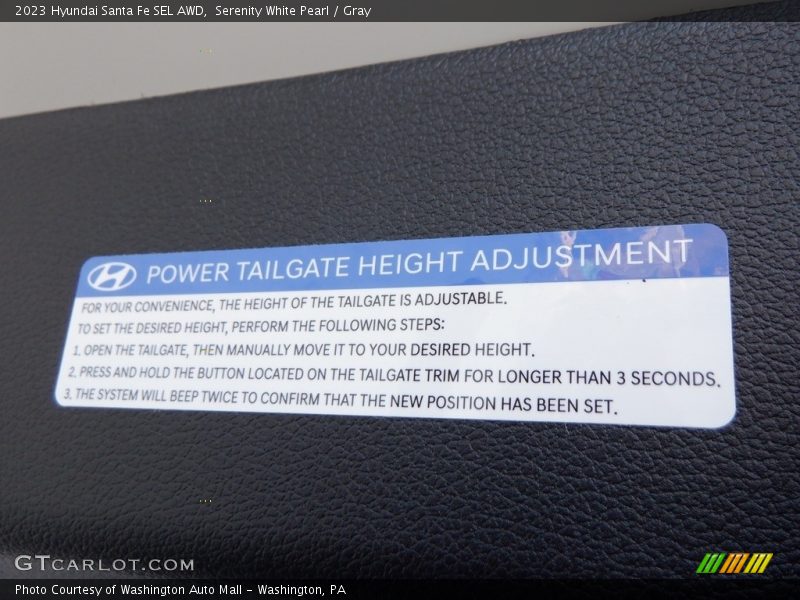 2023 Hyundai Santa Fe SEL AWD,  Serenity White Pearl / Gray
POWER TAILGATE HEIGHT ADJUSTMENT
FOR YOUR CONVENIENCE, THE HEIGHT OF THE TAILGATE IS ADJUSTABLE.
TO SET THE DESIRED HEIGHT, PERFORM THE FOLLOWING STEPS:
1. OPEN THE TAILGATE, THEN MANUALLY MOVE IT TO YOUR DESIRED HEIGHT.
2. PRESS AND HOLD THE BUTTON LOCATED ON THE TAILGATE TRIM FOR LONGER THAN 3 SECONDS.
3. THE SYSTEM WILL BEEP TWICE TO CONFIRM THAT THE NEW POSITION HAS BEEN SET.
GTCARLOT.COM
Photo Courtesy of Washington Auto Mall - Washington, PA